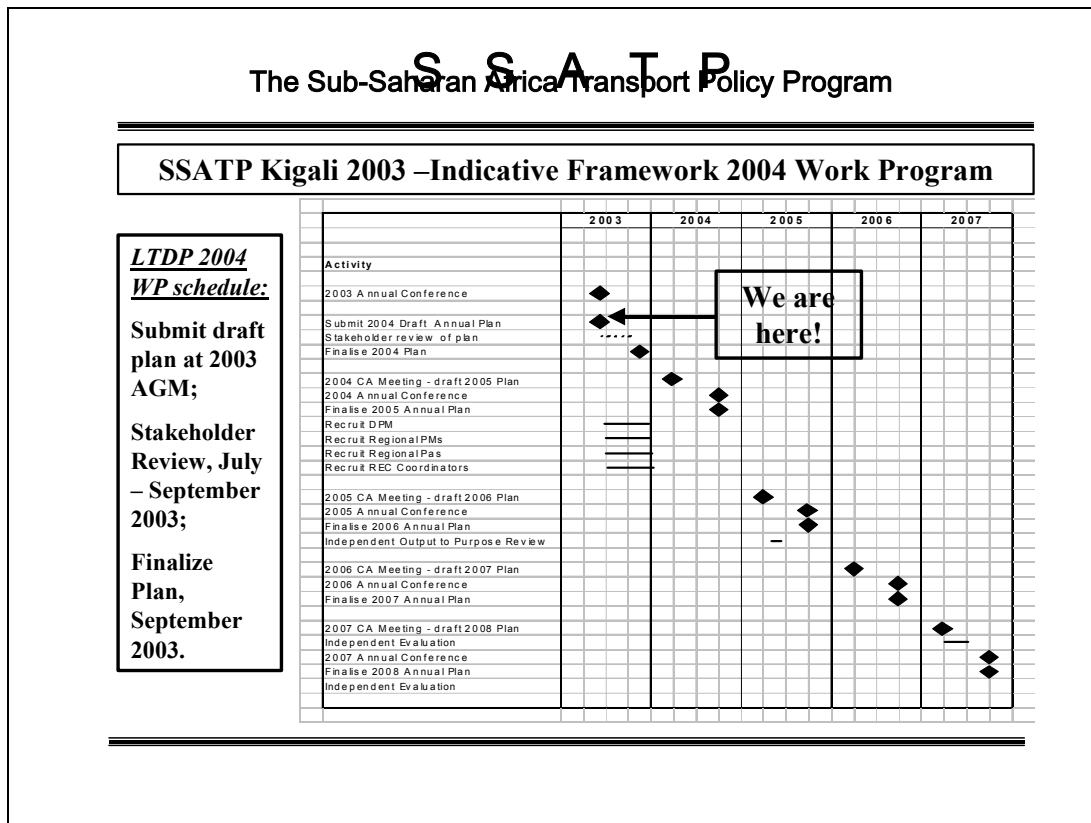 S S A T P
The Sub-Saharan Africa Transport Policy Program
SSATP Kigali 2003 –Indicative Framework 2004 Work Program
LTDP 2004
WP schedule:
Submit draft
plan at 2003
AGM;
Stakeholder
Review, July
– September
2003;
Finalize
Plan,
September
2003.
2003 2004 2005 2006 2007
Activity
2003 Annual Conference
Submit 2004 Draft Annual Plan
Stakeholder review of plan
Finalise 2004 Plan
We are
here!
2004 CA Meeting - draft 2005 Plan
2004 Annual Conference
Finalise 2005 Annual Plan
Recruit DPM
Recruit Regional PMs
Recruit Regional Pas
Recruit REC Coordinators
2005 CA Meeting - draft 2006 Plan
2005 Annual Conference
Finalise 2006 Annual Plan
Independent Output to Purpose Review
2006 CA Meeting - draft 2007 Plan
2006 Annual Conference
Finalise 2007 Annual Plan
2007 CA Meeting - draft 2008 Plan
Independent Evaluation
2007 Annual Conference
Finalise 2008 Annual Plan
Independent Evaluation